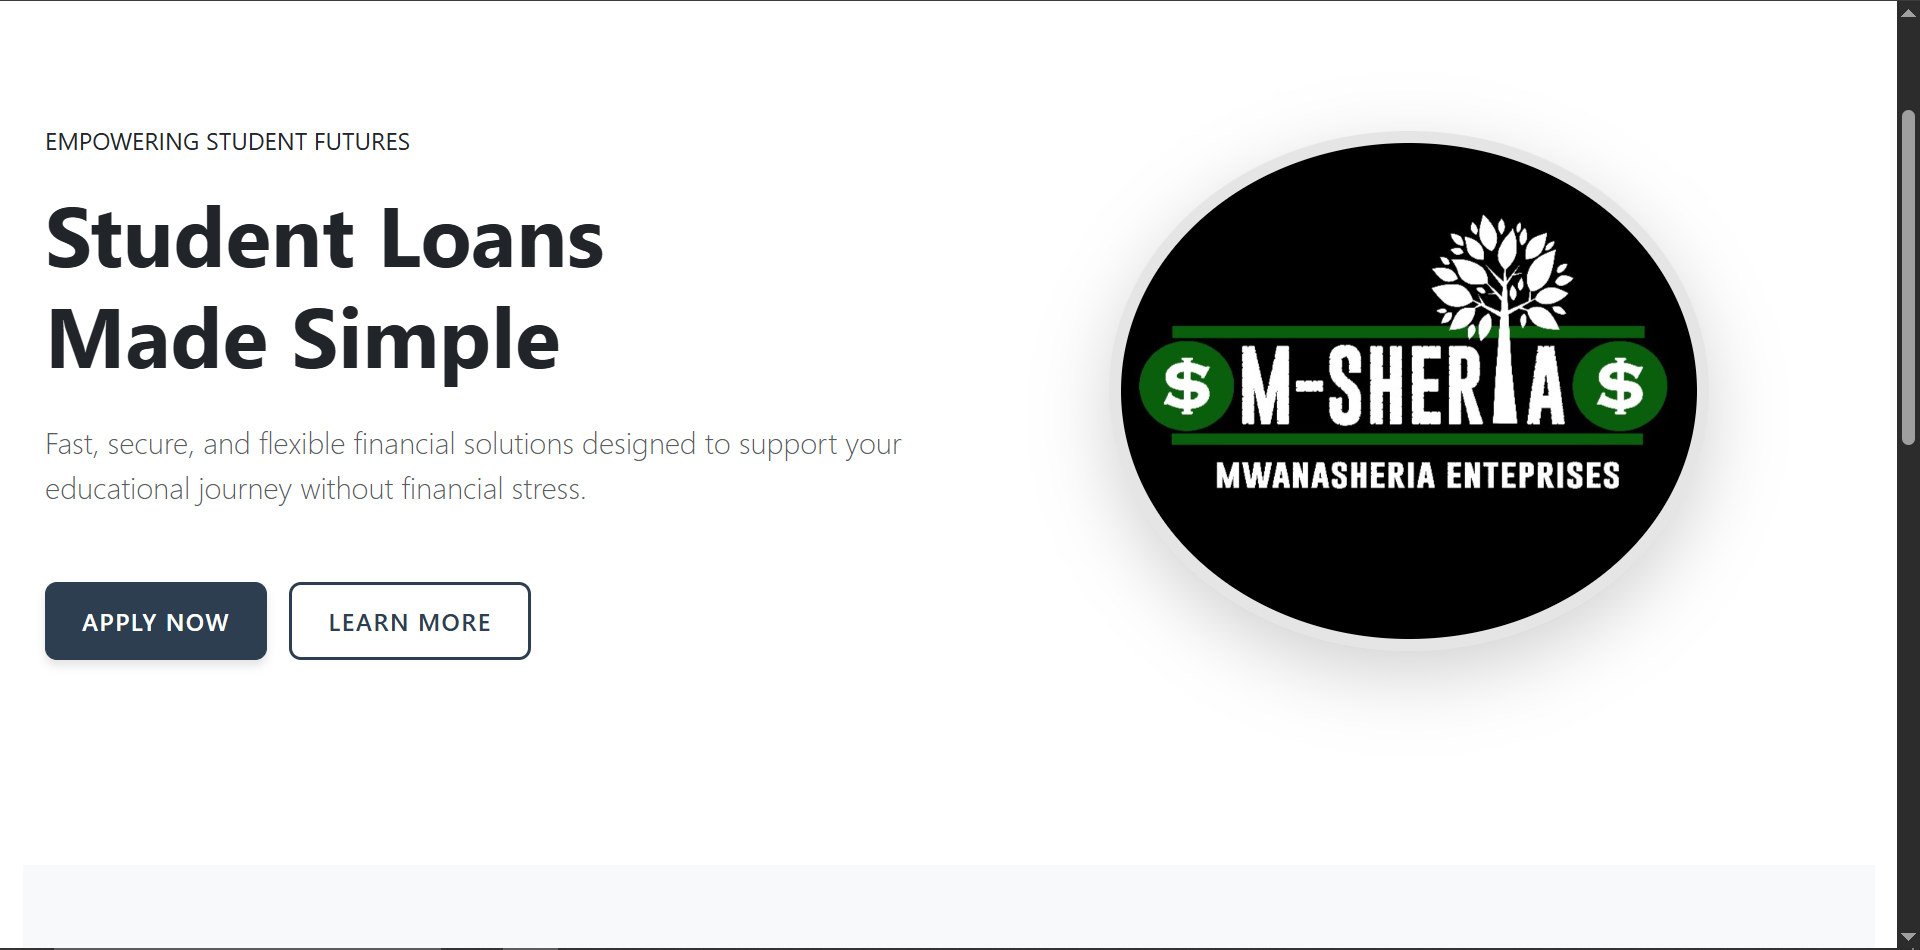 EMPOWERING STUDENT FUTURES
Student Loans
Made Simple
Fast, secure, and flexible financial solutions designed to support your
educational journey without financial stress.
APPLY NOW
LEARN MORE
$ M-SHERIA $
MWANASHERIA ENTEPRISES